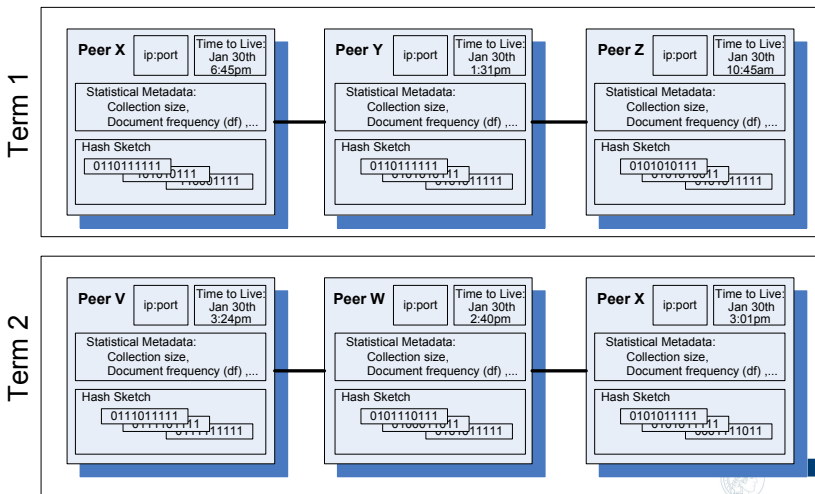 Term 1
Peer X
ip:port
Time to Live:
Jan 30th
6:45pm
Statistical Metadata:
Collection size,
Document frequency (df) ,...
Hash Sketch
0110111111
Peer Y
ip:port
Time to Live:
Jan 30th
1:31pm
Statistical Metadata:
Collection size,
Document frequency (df) ,...
Hash Sketch
0110111111
Peer Z
ip:port
Time to Live:
Jan 30th
10:45am
Statistical Metadata:
Collection size,
Document frequency (df) ,...
Hash Sketch
0101010111
Term 2
Peer V
ip:port
Time to Live:
Jan 30th
3:24pm
Statistical Metadata:
Collection size,
Document frequency (df) ,...
Hash Sketch
0111011111
Peer W
ip:port
Time to Live:
Jan 30th
2:40pm
Statistical Metadata:
Collection size,
Document frequency (df) ,...
Hash Sketch
0101110111
Peer X
ip:port
Time to Live:
Jan 30th
3:01pm
Statistical Metadata:
Collection size,
Document frequency (df) ,...
Hash Sketch
0101011111